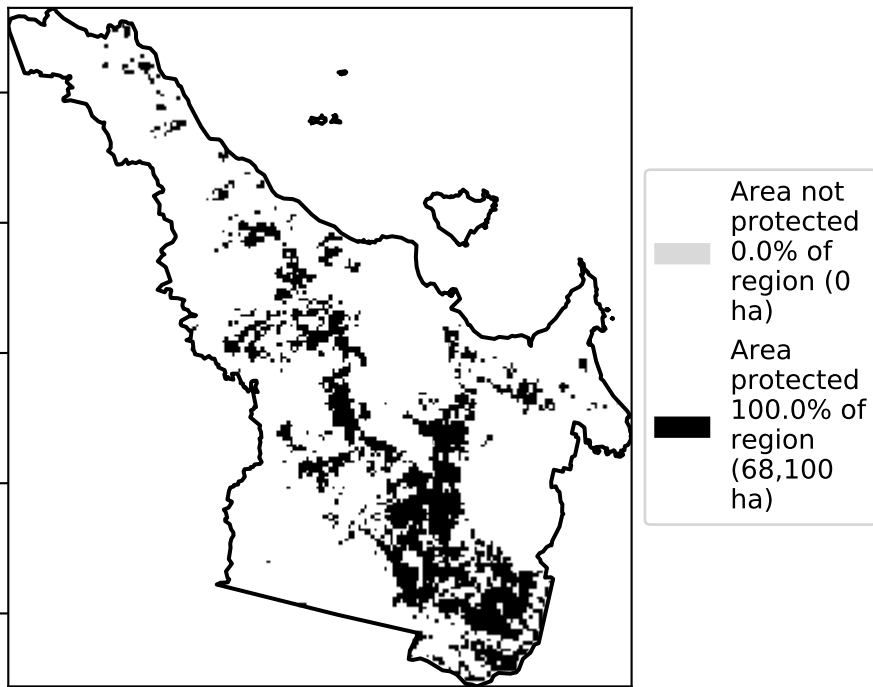 Area not
protected
0.0% of
region (0
ha)
Area
protected
100.0% of
region
(68,100
ha)